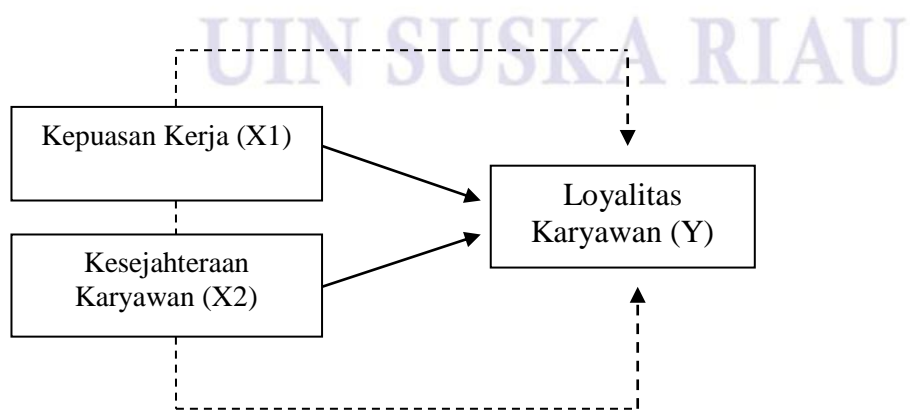 UIN SUSKA RIAU
Kepuasan Kerja (X1)
Loyalitas
Karyawan (Y)
Kesejahteraan
Karyawan (X2)